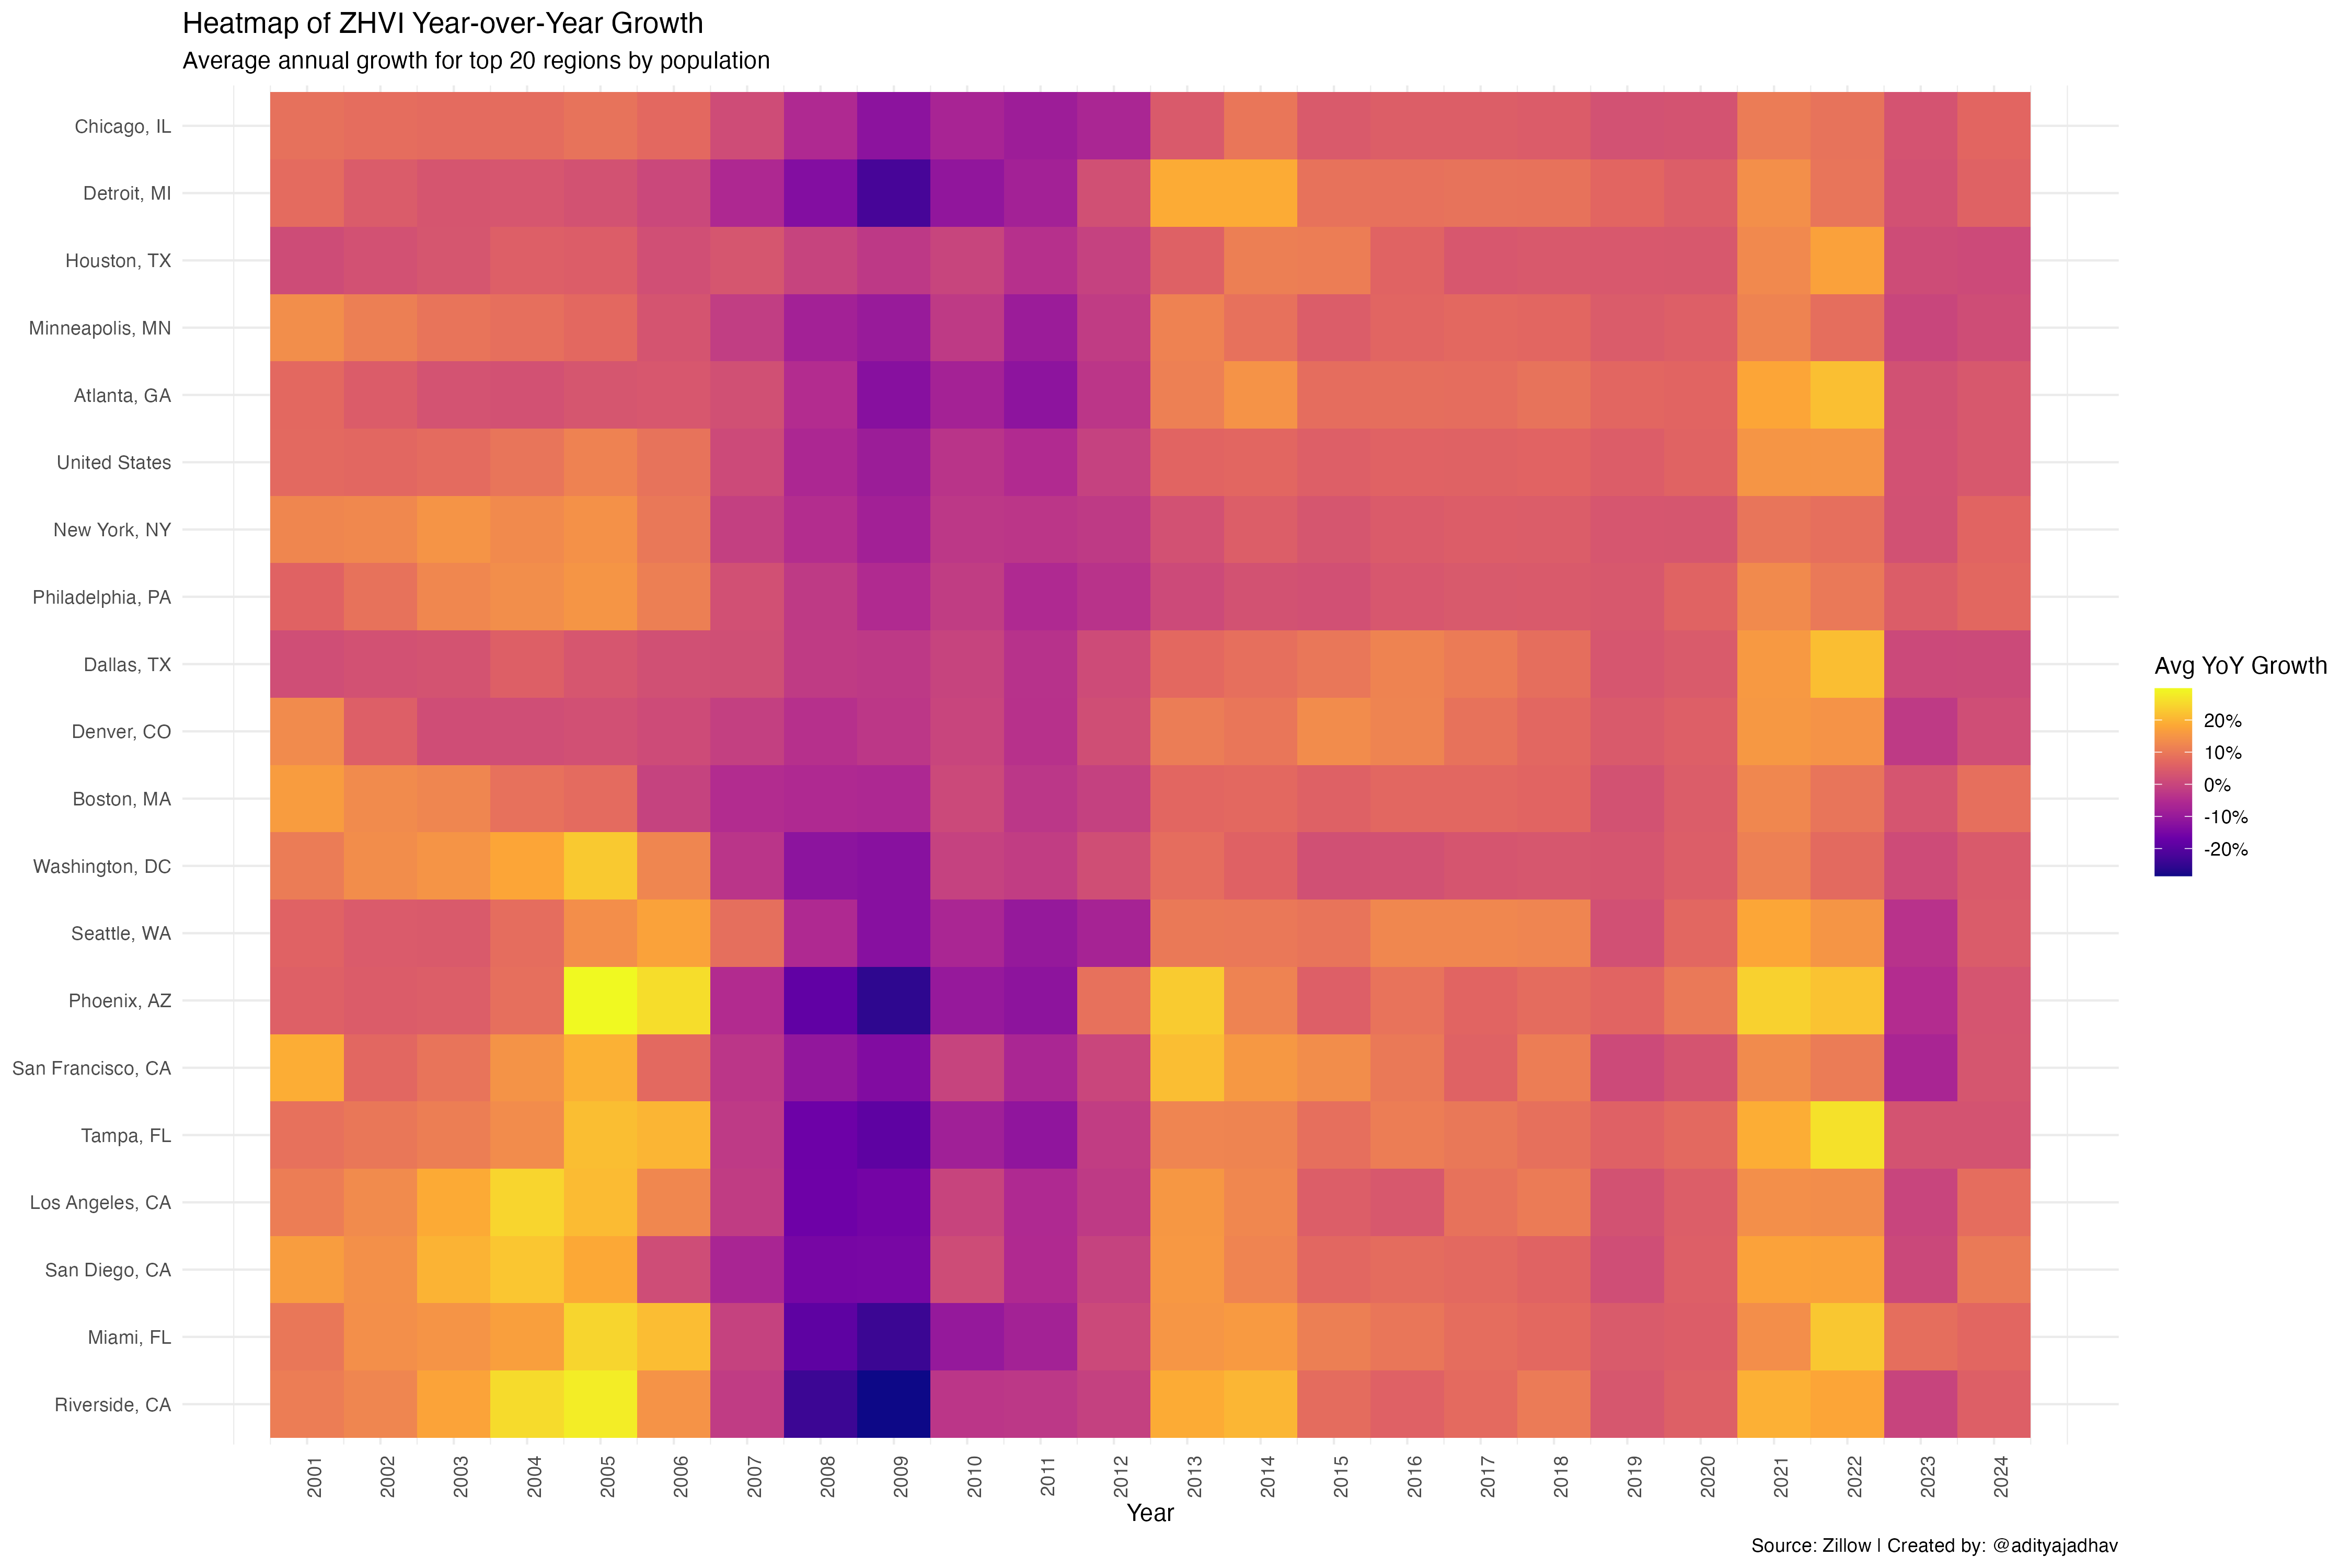 Heatmap of ZHVI Year-over-Year Growth
Average annual growth for top 20 regions by population
Chicago, IL
Detroit, MI
Houston, TX
Minneapolis, MN
Atlanta, GA
United States
New York, NY
Philadelphia, PA
Dallas, TX
Denver, CO
Boston, MA
Washington, DC
Seattle, WA
Phoenix, AZ
San Francisco, CA
Tampa, FL
Los Angeles, CA
San Diego, CA
Miami, FL
Riverside, CA
Avg YoY Growth
20%
10%
0%
-10%
-20%
2001
2002
2003
2004
2005
2006
2007
2008
2009
2010
2011
2012
2013
2014
2015
2016
2017
2018
2019
2020
2021
2022
2023
2024
Year
Source: Zillow | Created by: @adityajadhav